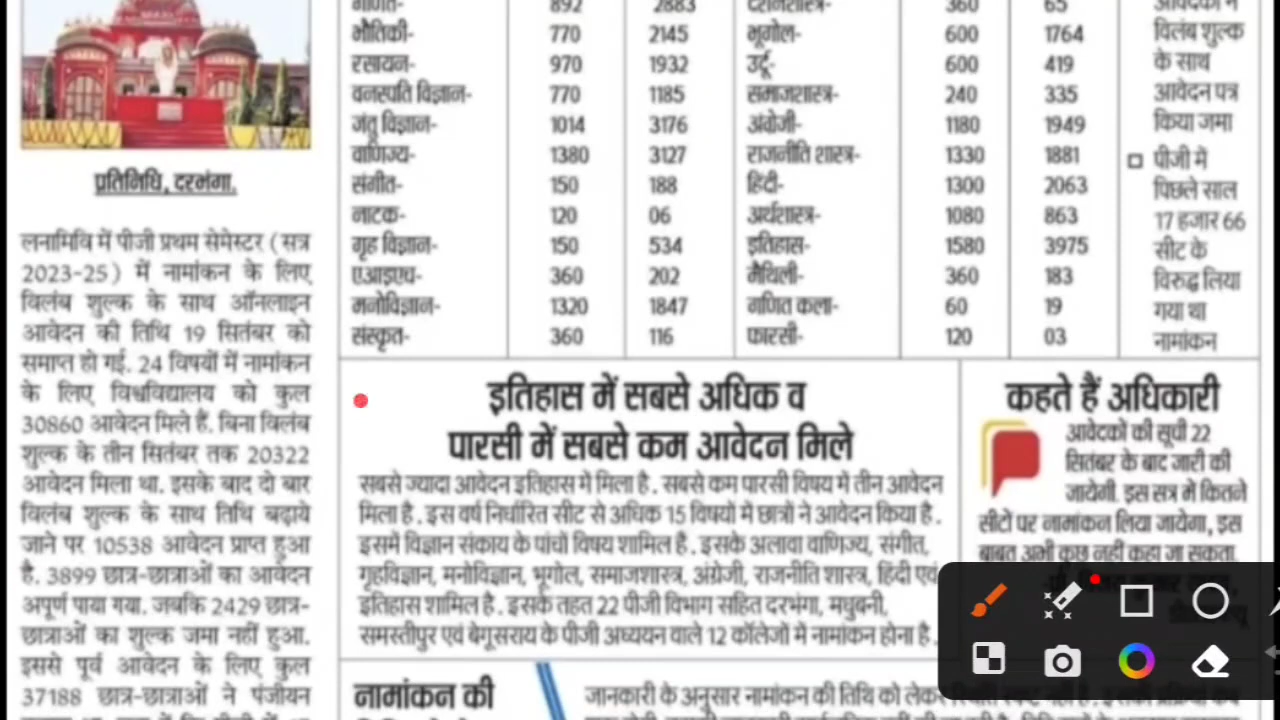 प्रतिनिधि, दरभंगा.
लनामिवि में पीजी प्रथम सेमेस्टर (सत्र
2023-25) में नामांकन के लिए
विलंब शुल्क के साथ ऑनलाइन
आवेदन की तिथि 19 सितंबर को
समाप्त हो गई. 24 विषयों में नामांकन
के लिए विश्वविद्यालय को कुल
30860 आवेदन मिले हैं. बिना विलंब
शुल्क के तीन सितंबर तक 20322
आवेदन मिला था. इसके बाद दो बार
विलंब शुल्क के साथ तिथि बढ़ाये
जाने पर 10538 आवेदन प्राप्त हुआ
है. 3899 छात्र-छात्राओं का आवेदन
अपूर्ण पाया गया. जबकि 2429 छात्र-
छात्राओं का शुल्क जमा नहीं हुआ.
इससे पूर्व आवेदन के लिए कुल
37188 छात्र-छात्राओं ने पंजीयन
गणित- 892 2883 दर्शनशास्त्र- 360 65
भौतिकी- 770 2145 भूगोल- 600 1764
रसायन- 970 1932 उर्दू- 600 419
वनस्पति विज्ञान- 770 1185 समाजशास्त्र- 240 335
जंतु विज्ञान- 1014 3176 अंग्रेजी- 1180 1949
वाणिज्य- 1380 3127 राजनीति शास्त्र- 1330 1881
संगीत- 150 188 हिंदी- 1300 2063
नाटक- 120 06 अर्थशास्त्र- 1080 863
गृह विज्ञान- 150 534 इतिहास- 1580 3975
एआइएच- 360 202 मैथिली- 360 183
मनोविज्ञान- 1320 1847 गणित कला- 60 19
संस्कृत- 360 116 फारसी- 120 03
आवेदकों ने
विलंब शुल्क
के साथ
आवेदन पत्र
किया जमा
पीजी में
पिछले साल
17 हजार 66
सीट के
विरुद्ध लिया
गया था
नामांकन
इतिहास में सबसे अधिक व
पारसी में सबसे कम आवेदन मिले
सबसे ज्यादा आवेदन इतिहास में मिला है. सबसे कम पारसी विषय में तीन आवेदन
मिला है. इस वर्ष निर्धारित सीट से अधिक 15 विषयों में छात्रों ने आवेदन किया है.
इसमें विज्ञान संकाय के पांचों विषय शामिल है. इसके अलावा वाणिज्य, संगीत,
गृहविज्ञान, मनोविज्ञान, भूगोल, समाजशास्त्र, अंग्रेजी, राजनीति शास्त्र, हिंदी एवं
इतिहास शामिल है. इसके तहत 22 पीजी विभाग सहित दरभंगा, मधुबनी,
समस्तीपुर एवं बेगूसराय के पीजी अध्ययन वाले 12 कॉलेजों में नामांकन होना है.
कहते हैं अधिकारी
आवेदकों की सूची 22
सितंबर के बाद जारी की
जायेगी. इस सत्र में कितने
सीटों पर नामांकन लिया जायेगा, इस
बाबत अभी कुछ नहीं कहा जा सकता.
नामांकन की
जानकारी के अनुसार नामांकन की तिथि को लेकर